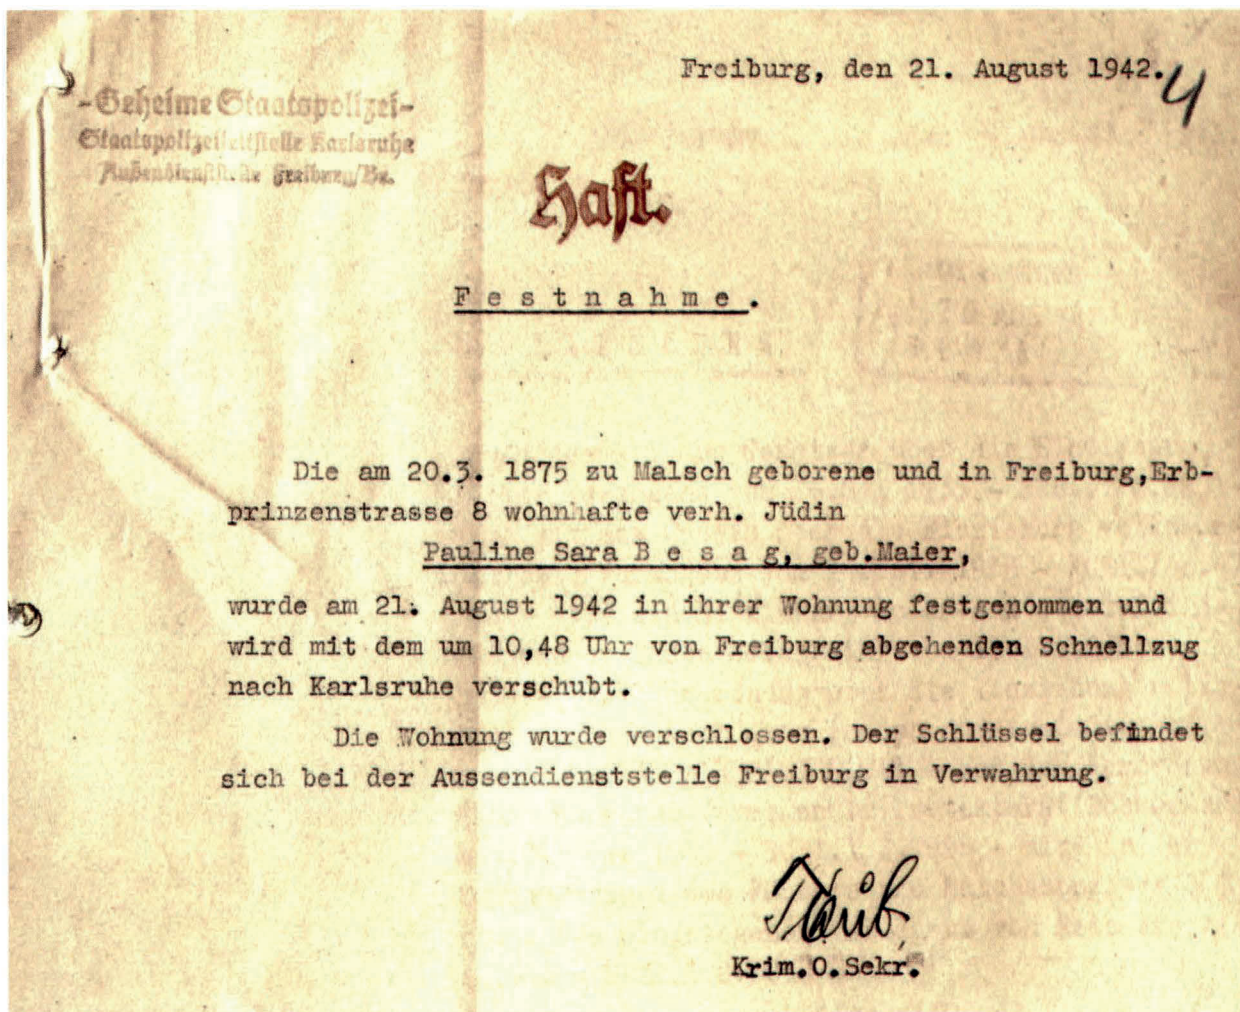 Freiburg, den 21. August 1942.
4
-Geheime Staatspolizei-
Staatspolizeileitstelle Karlsruhe
Außendienststelle Freiburg/Br.
Haft.
Festnahme.
Die am 20.3. 1875 zu Malsch geborene und in Freiburg,Erb-
prinzenstrasse 8 wohnhafte verh. Jüdin
Pauline Sara B e s a g, geb.Maier,
wurde am 21. August 1942 in ihrer Wohnung festgenommen und
wird mit dem um 10,48 Uhr von Freiburg abgehenden Schnellzug
nach Karlsruhe verschubt.
Die Wohnung wurde verschlossen. Der Schlüssel befindet
sich bei der Aussendienststelle Freiburg in Verwahrung.
Krim.O.Sekr.